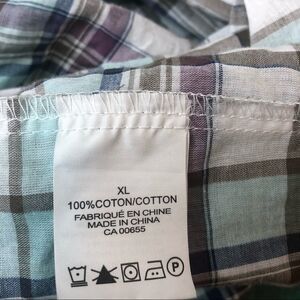 XL
100%COTON/COTTON
FABRIQUÉ EN CHINE
MADE IN CHINA
CA 00655
P